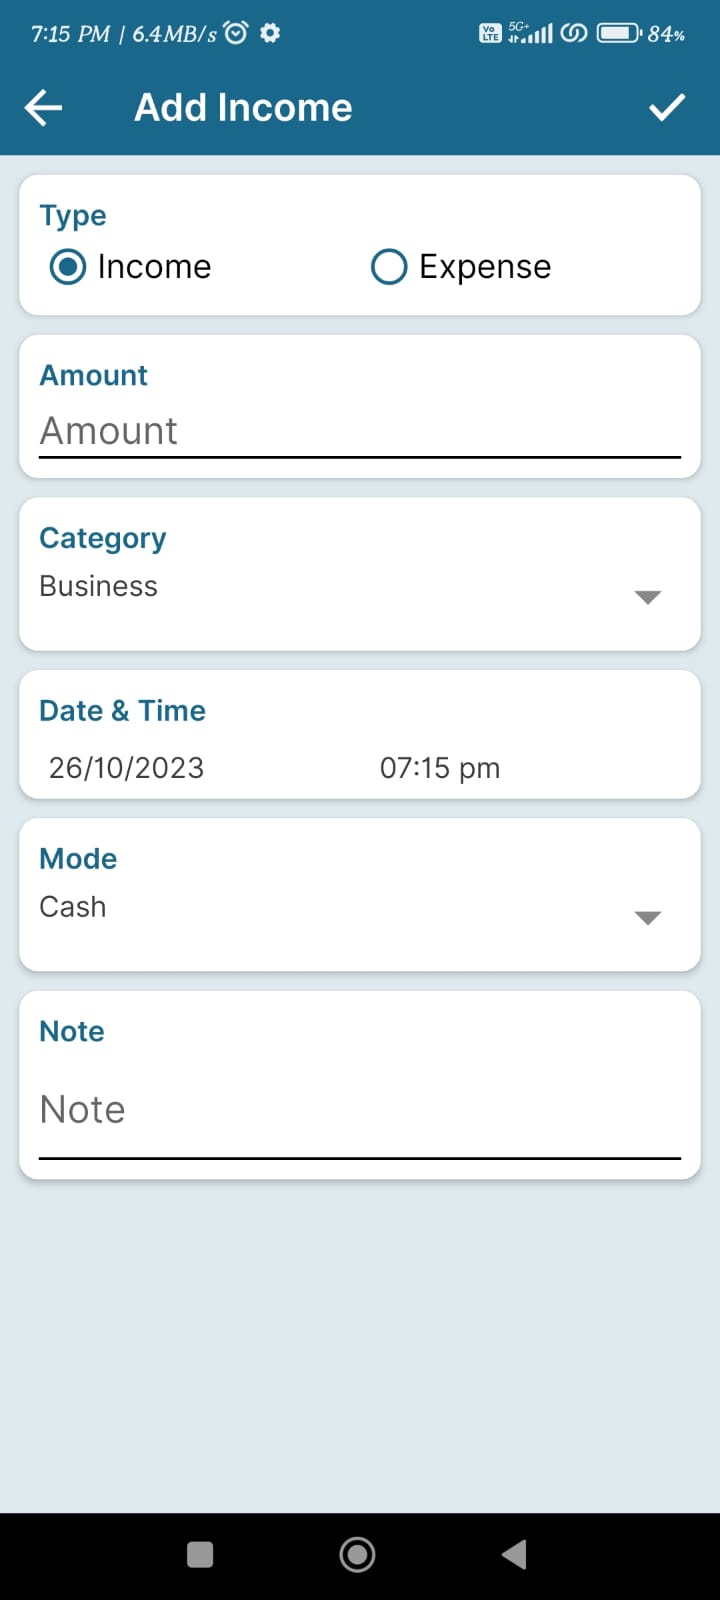 7:15 PM | 6.4MB/s Vo LTE 5G+ 84%
Add Income
Type
Income Expense
Amount
Amount
Category
Business
Date & Time
26/10/2023 07:15 pm
Mode
Cash
Note
Note